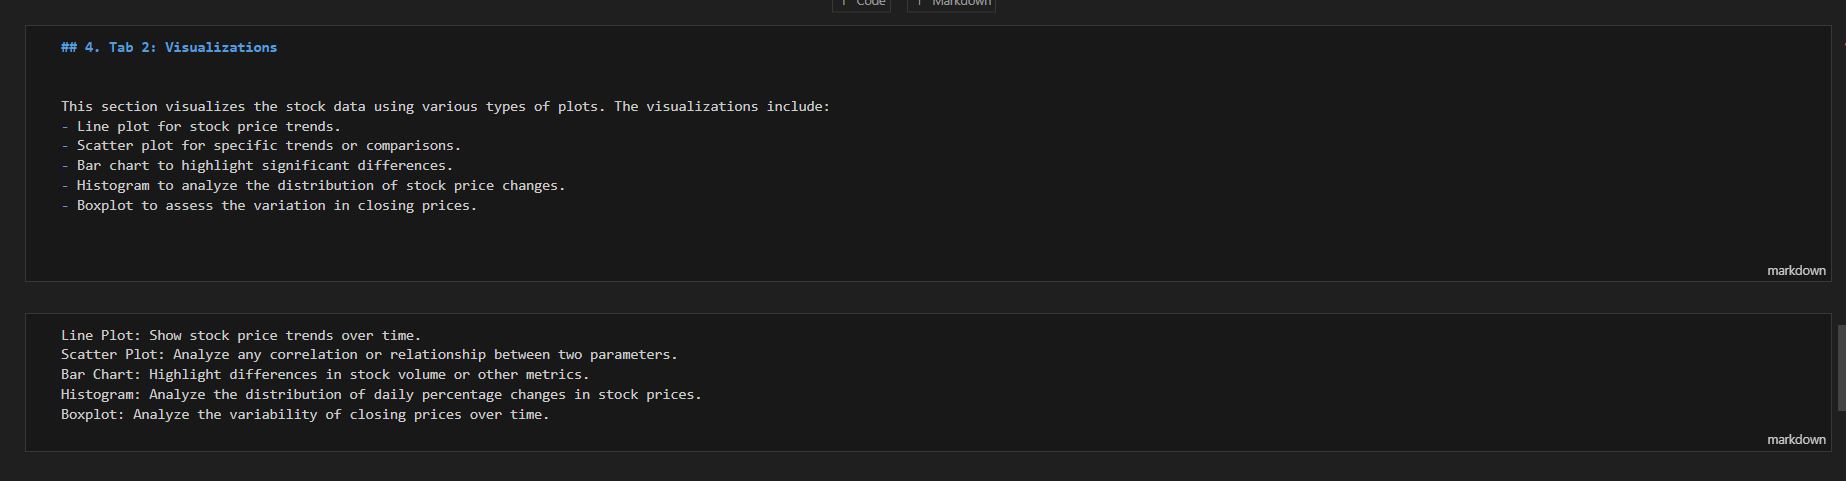 + Code + Markdown
## 4. Tab 2: Visualizations
This section visualizes the stock data using various types of plots. The visualizations include:
- Line plot for stock price trends.
- Scatter plot for specific trends or comparisons.
- Bar chart to highlight significant differences.
- Histogram to analyze the distribution of stock price changes.
- Boxplot to assess the variation in closing prices.
markdown
Line Plot: Show stock price trends over time.
Scatter Plot: Analyze any correlation or relationship between two parameters.
Bar Chart: Highlight differences in stock volume or other metrics.
Histogram: Analyze the distribution of daily percentage changes in stock prices.
Boxplot: Analyze the variability of closing prices over time.
markdown